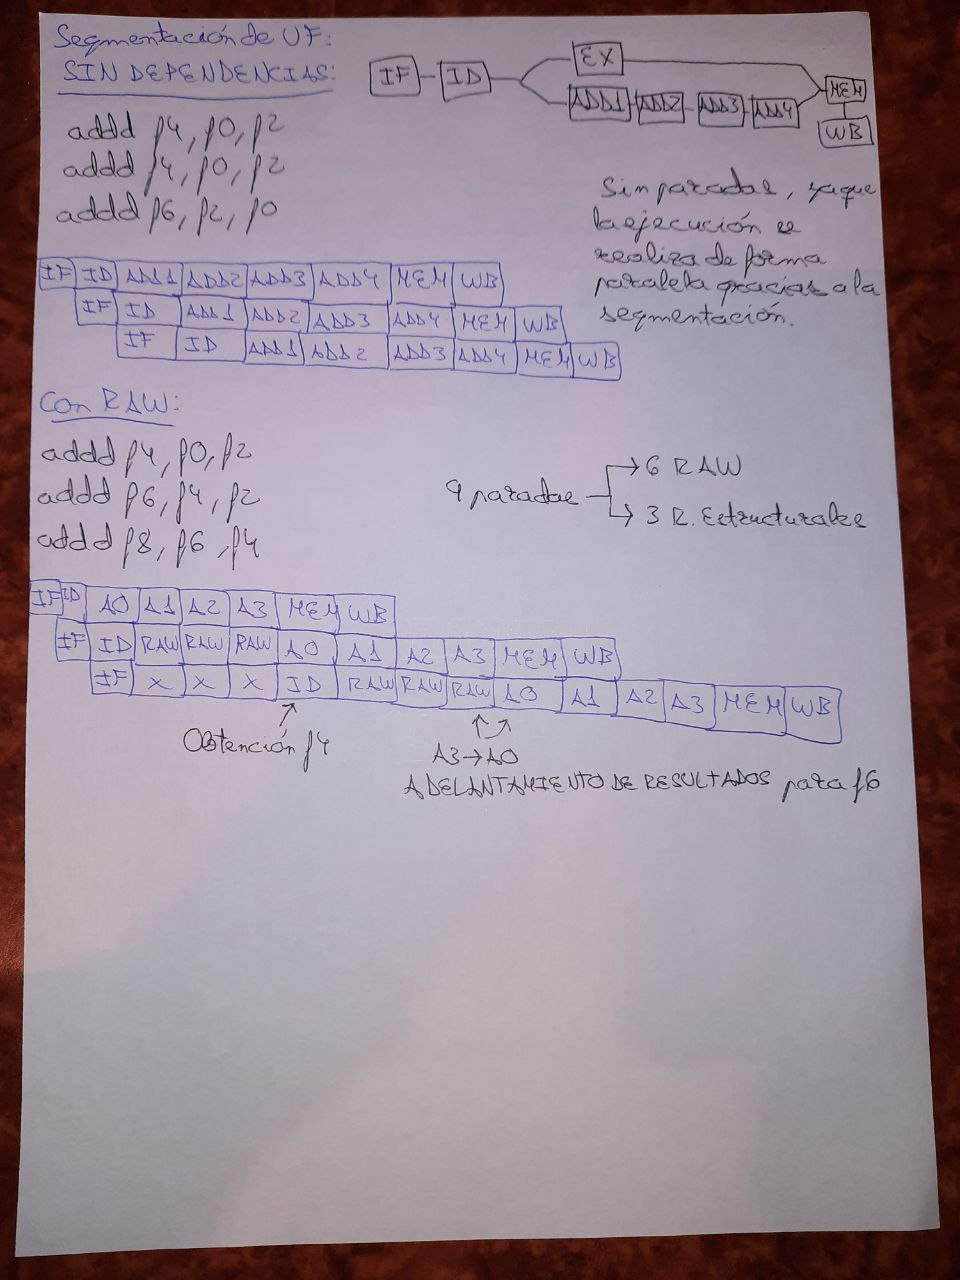 Segmentación de UF:
SIN DEPENDENCIAS:
IF ID EX MEM
ADD1 ADD2 ADD3 ADD4 WB
addd f4, f0, f2
addd f4, f0, f2
addd f6, f2, f0
Sin paradas, ya que
la ejecución se
realiza de forma
paralela gracias a la
segmentación.
IF ID ADD1 ADD2 ADD3 ADD4 MEM WB
IF ID ADD1 ADD2 ADD3 ADD4 MEM WB
IF ID ADD1 ADD2 ADD3 ADD4 MEM WB
Con RAW:
addd f4, f0, f2
addd f6, f4, f2
addd f8, f6, f4
9 paradas
→ 6 RAW
→ 3 R. Estructurales
IF ID A0 A1 A2 A3 MEM WB
IF ID RAW RAW RAW A0 A1 A2 A3 MEM WB
IF X X X ID RAW RAW RAW A0 A1 A2 A3 MEM WB
Obtención f4
A3→A0
ADELANTAMIENTO DE RESULTADOS para f6